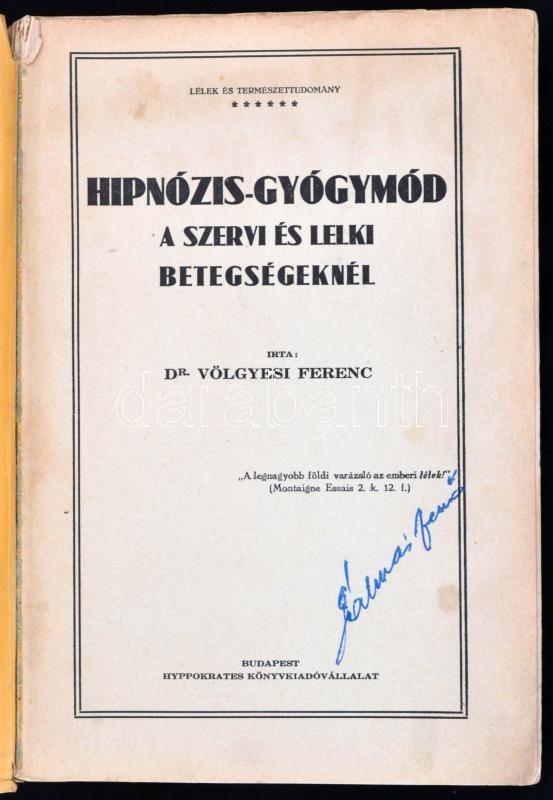 LÉLEK ÉS TERMÉSZETTUDOMÁNY
******
HIPNÓZIS-GYÓGYMÓD
A SZERVI ÉS LELKI
BETEGSÉGEKNÉL
IRTA:
DR. VÖLGYESI FERENC
darabanth
„A legnagyobb földi varázsló az emberi lélek!"
(Montaigne Essais 2. k. 12. f.)
BUDAPEST
HYPPOKRATES KÖNYVKIADÓVÁLLALAT